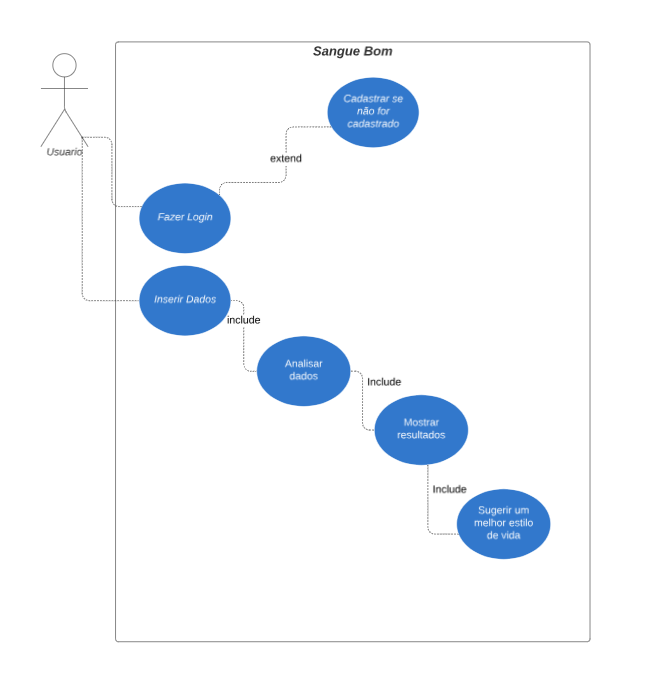 Sangue Bom
Cadastrar se
não for
cadastrado
Usuario
extend
Fazer Login
Inserir Dados
include
Analisar
dados
Include
Mostrar
resultados
Include
Sugerir um
melhor estilo
de vida